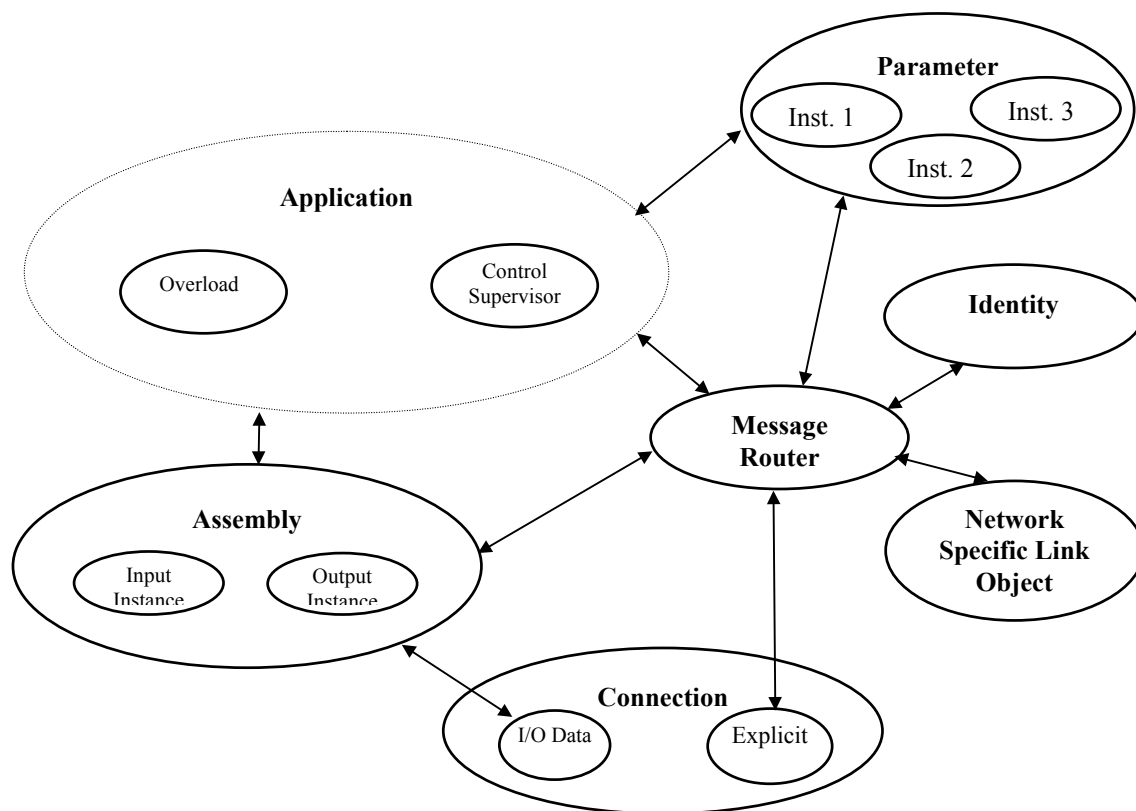 Parameter
Inst. 1
Inst. 3
Inst. 2
Application
Overload
Control
Supervisor
Identity
Message
Router
Assembly
Input
Instance
Output
Instance
Network
Specific Link
Object
Connection
I/O Data
Explicit